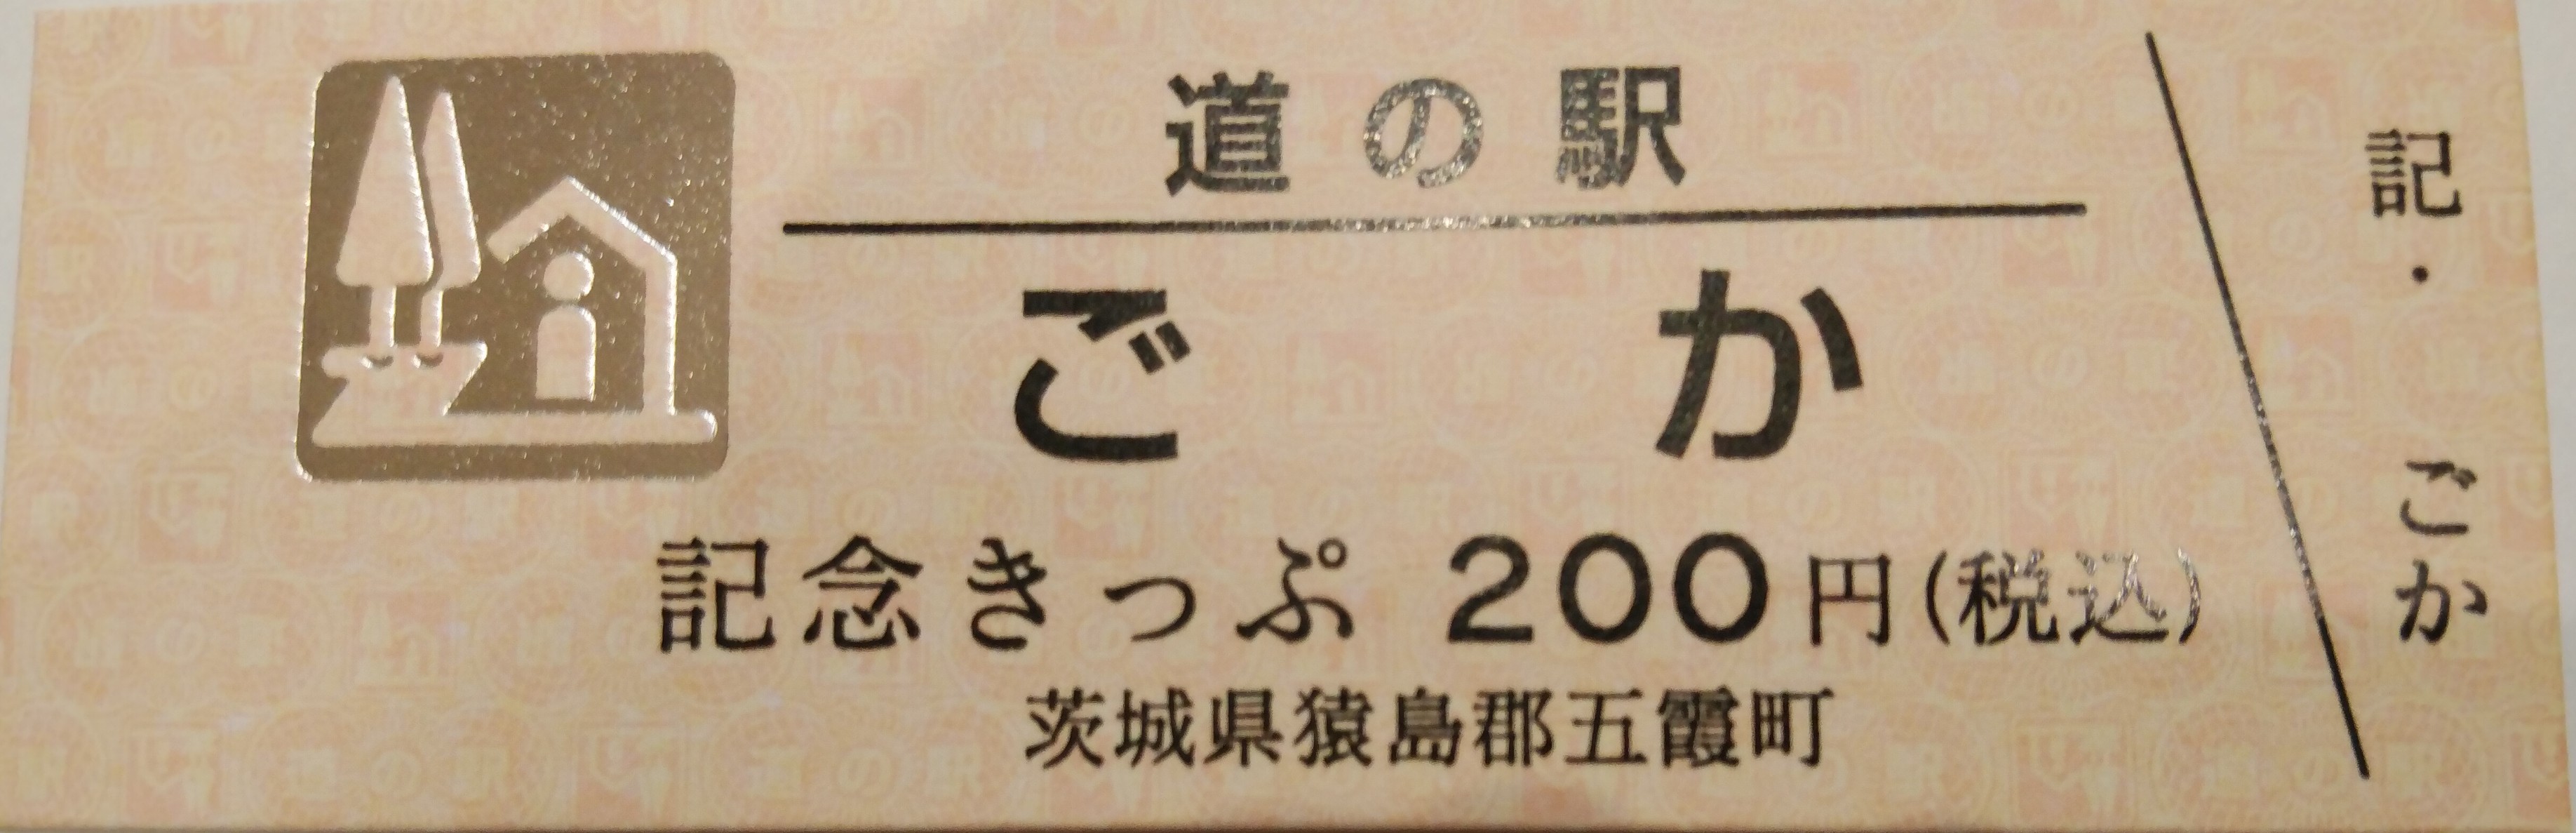 道の駅
ごか
記念きっぷ 200円(税込)
茨城県猿島郡五霞町
記・ごか